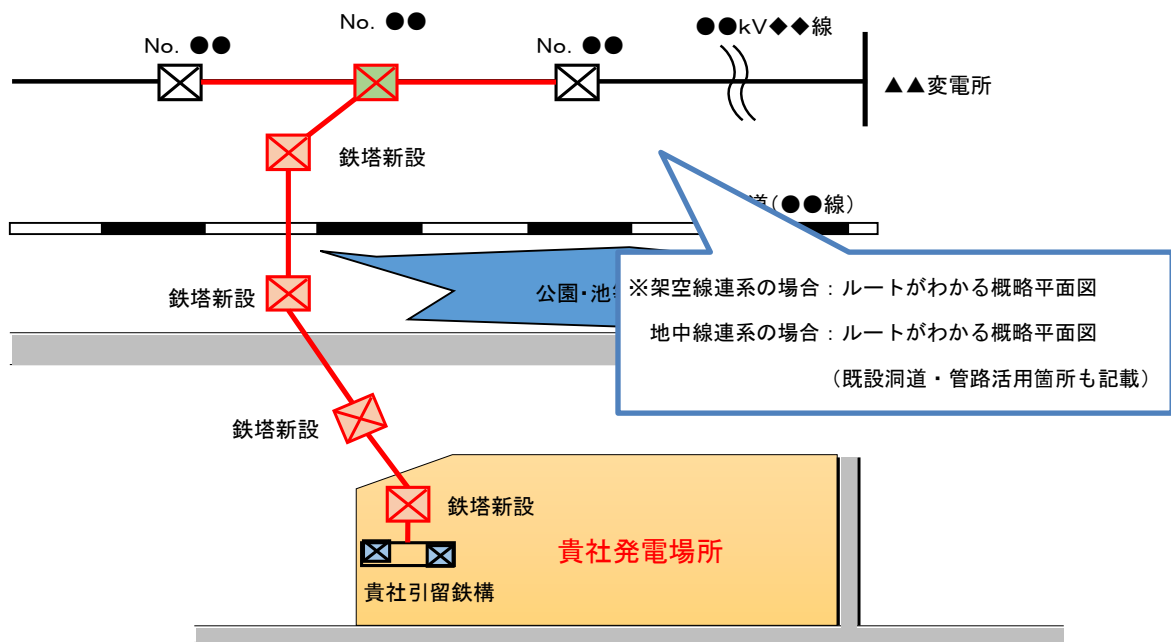 No. ●●
No. ●●
No. ●●
●●kV◆◆線
▲▲変電所
鉄塔新設
道(●●線)
鉄塔新設
公園・池
※架空線連系の場合：ルートがわかる概略平面図
地中線連系の場合：ルートがわかる概略平面図
（既設洞道・管路活用箇所も記載）
鉄塔新設
鉄塔新設
貴社発電場所
貴社引留鉄構